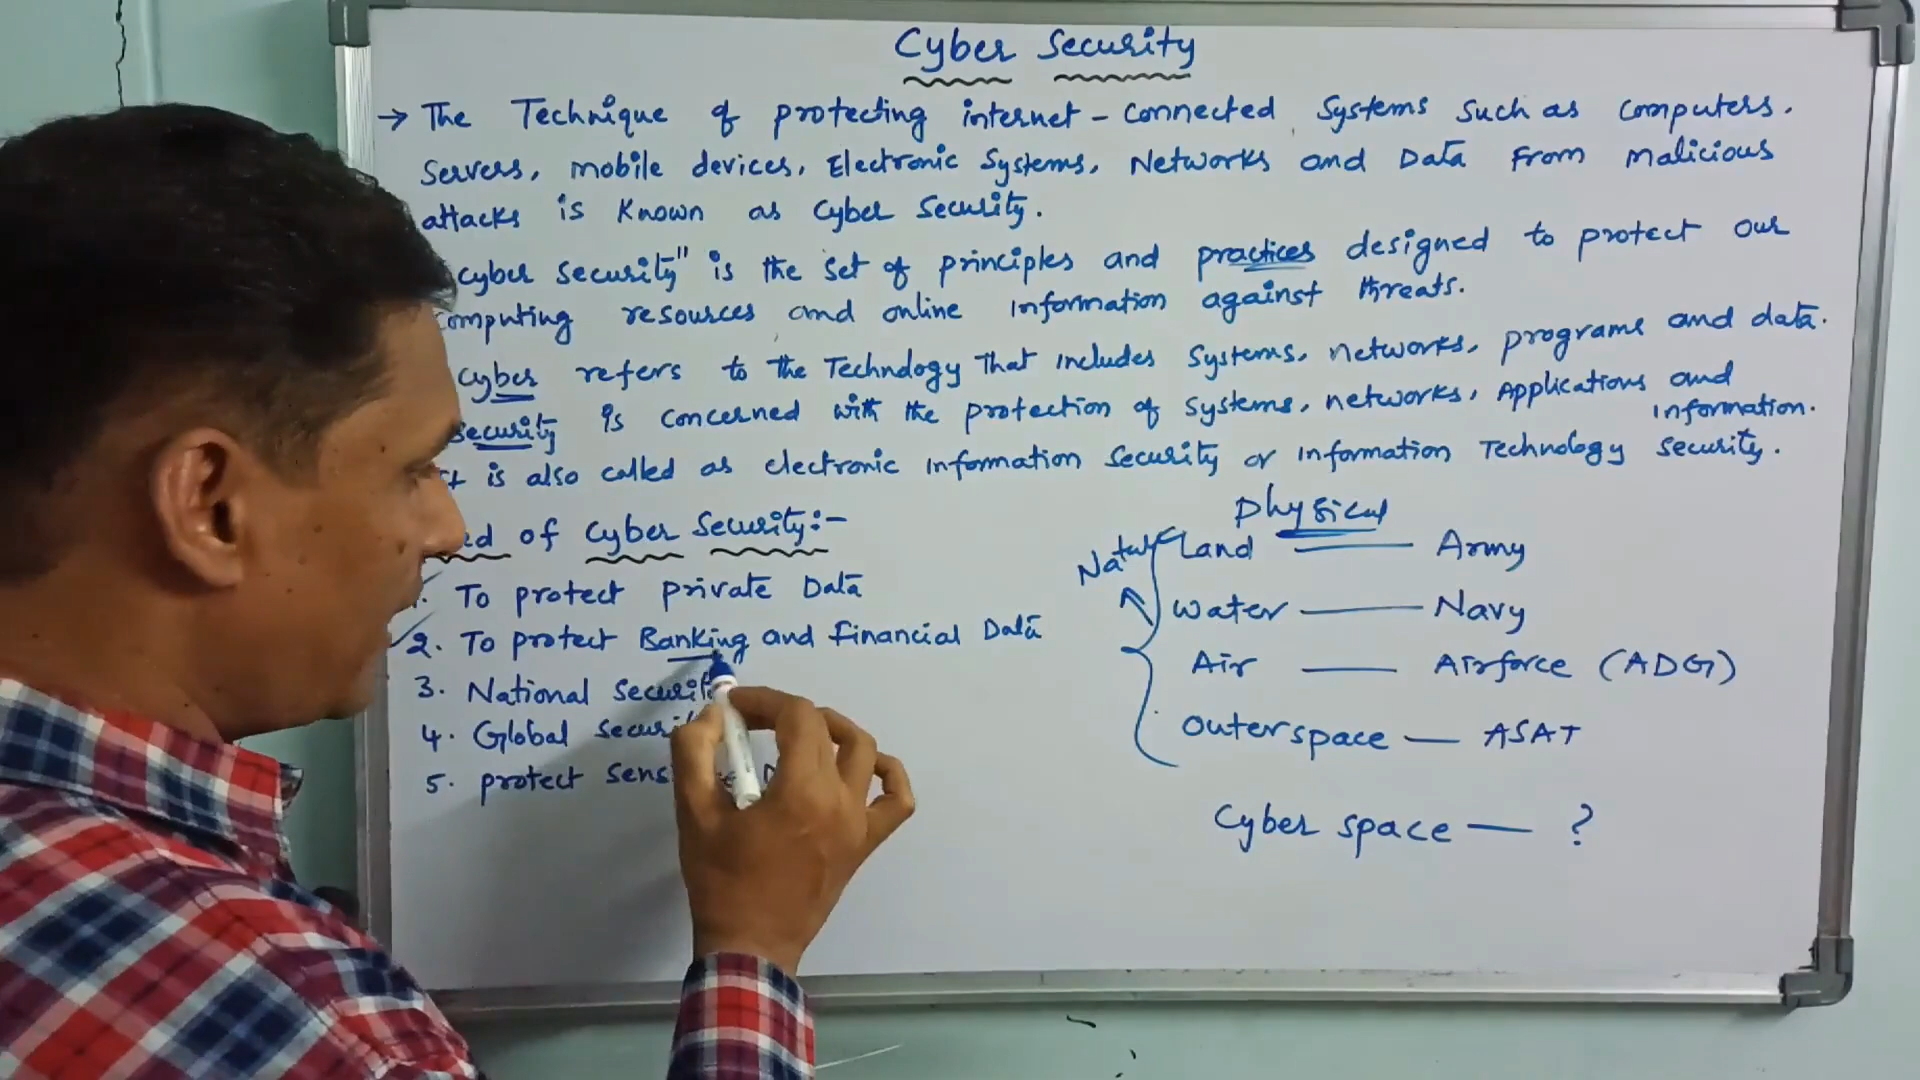 Cyber Security
→ The Technique of protecting internet - connected systems such as computers.
Servers, mobile devices, Electronic Systems, Networks and Data From malicious
attacks is known as cyber security.
cyber security" is the set of principles and practices designed to protect our
computing resources and online information against threats.
cyber refers to the Technology That includes systems, networks, programs and data.
security is concerned with the protection of systems, networks, Applications and
information.
is also called as electronic information security or information Technology security.
of Cyber Security:-
1. To protect private Data
2. To protect Banking and financial Data
3. National
4. Global
5. protect
Physical
Land — Army
water — Navy
Air — Airforce (ADG)
outerspace — ASAT
Cyber space — ?